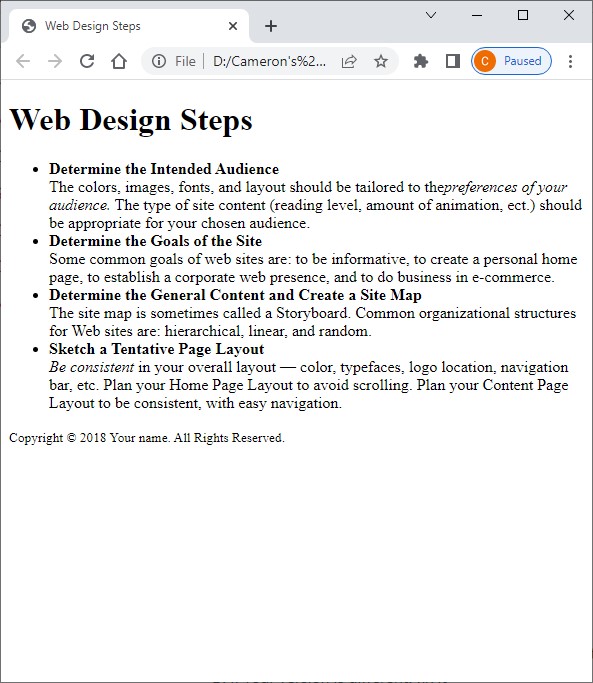 Web Design Steps
File
D:/Cameron's%2...
C Paused
Web Design Steps
• Determine the Intended Audience
The colors, images, fonts, and layout should be tailored to thepreferences of your
audience. The type of site content (reading level, amount of animation, ect.) should
be appropriate for your chosen audience.
• Determine the Goals of the Site
Some common goals of web sites are: to be informative, to create a personal home
page, to establish a corporate web presence, and to do business in e-commerce.
• Determine the General Content and Create a Site Map
The site map is sometimes called a Storyboard. Common organizational structures
for Web sites are: hierarchical, linear, and random.
• Sketch a Tentative Page Layout
Be consistent in your overall layout — color, typefaces, logo location, navigation
bar, etc. Plan your Home Page Layout to avoid scrolling. Plan your Content Page
Layout to be consistent, with easy navigation.
Copyright © 2018 Your name. All Rights Reserved.